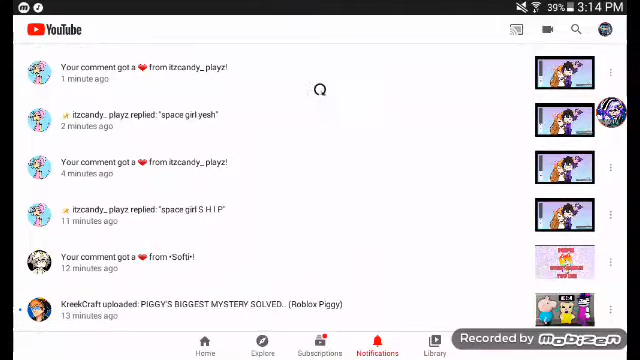 39% 3:14 PM
YouTube
Your comment got a ❤ from itzcandy_ playz!
1 minute ago
itzcandy_ playz replied: "space girl yesh"
2 minutes ago
Your comment got a ❤ from itzcandy_ playz!
4 minutes ago
itzcandy_ playz replied: "space girl S H I P"
11 minutes ago
Your comment got a ❤ from •Softi•!
12 minutes ago
KreekCraft uploaded: PIGGY'S BIGGEST MYSTERY SOLVED.. (Roblox Piggy)
13 minutes ago
Home Explore Subscriptions Notifications Library
Recorded by mobizen